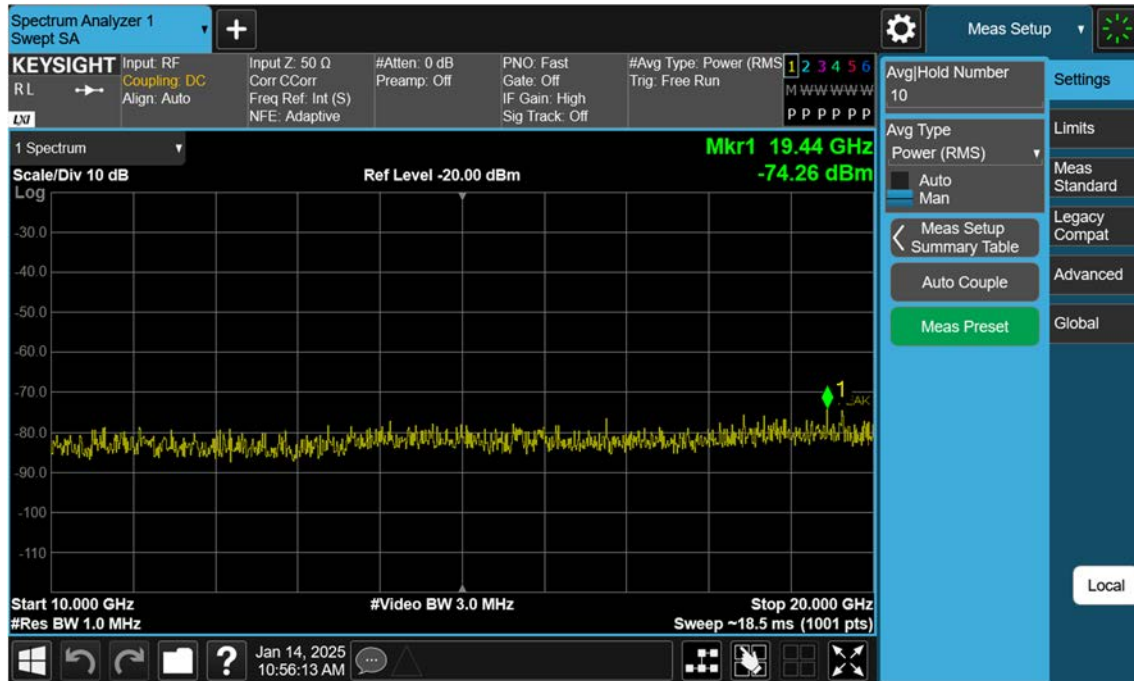 Spectrum Analyzer 1
Swept SA
+
Meas Setup
KEYSIGHT
RL
LXI
Input: RF
Coupling: DC
Align: Auto
Input Z: 50 Ω
Corr CCorr
Freq Ref: Int (S)
NFE: Adaptive
#Atten: 0 dB
Preamp: Off
PNO: Fast
Gate: Off
IF Gain: High
Sig Track: Off
#Avg Type: Power (RMS
Trig: Free Run
1 2 3 4 5 6
M W W W W W
P P P P P P
1 Spectrum
Mkr1 19.44 GHz
-74.26 dBm
Scale/Div 10 dB
Ref Level -20.00 dBm
Log
-30.0
-40.0
-50.0
-60.0
-70.0
1
-80.0
-90.0
-100
-110
Start 10.000 GHz
#Video BW 3.0 MHz
Stop 20.000 GHz
#Res BW 1.0 MHz
Sweep ~18.5 ms (1001 pts)
?
Jan 14, 2025
10:56:13 AM
Avg|Hold Number
10
Avg Type
Power (RMS)
Auto
Man
Meas Setup
Summary Table
Auto Couple
Meas Preset
Settings
Limits
Meas
Standard
Legacy
Compat
Advanced
Global
Local